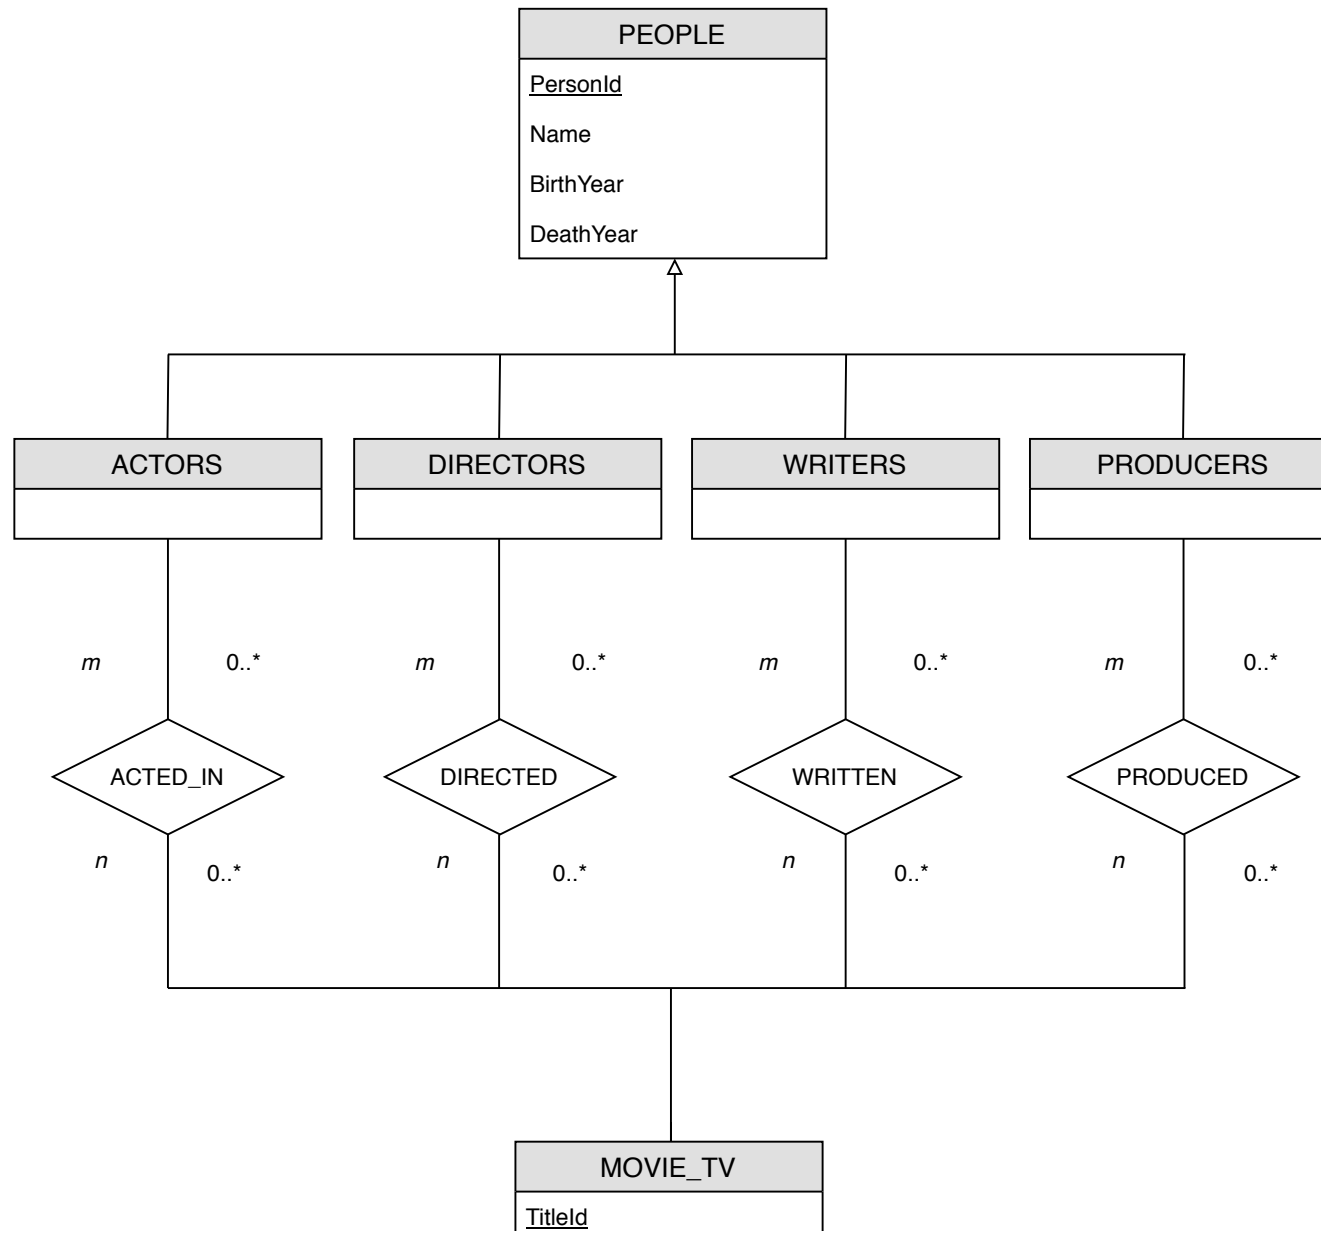 PEOPLE
PersonId
Name
BirthYear
DeathYear
ACTORS
DIRECTORS
WRITERS
PRODUCERS
m
0..*
m
0..*
m
0..*
m
0..*
ACTED_IN
DIRECTED
WRITTEN
PRODUCED
n
0..*
n
0..*
n
0..*
n
0..*
MOVIE_TV
TitleId